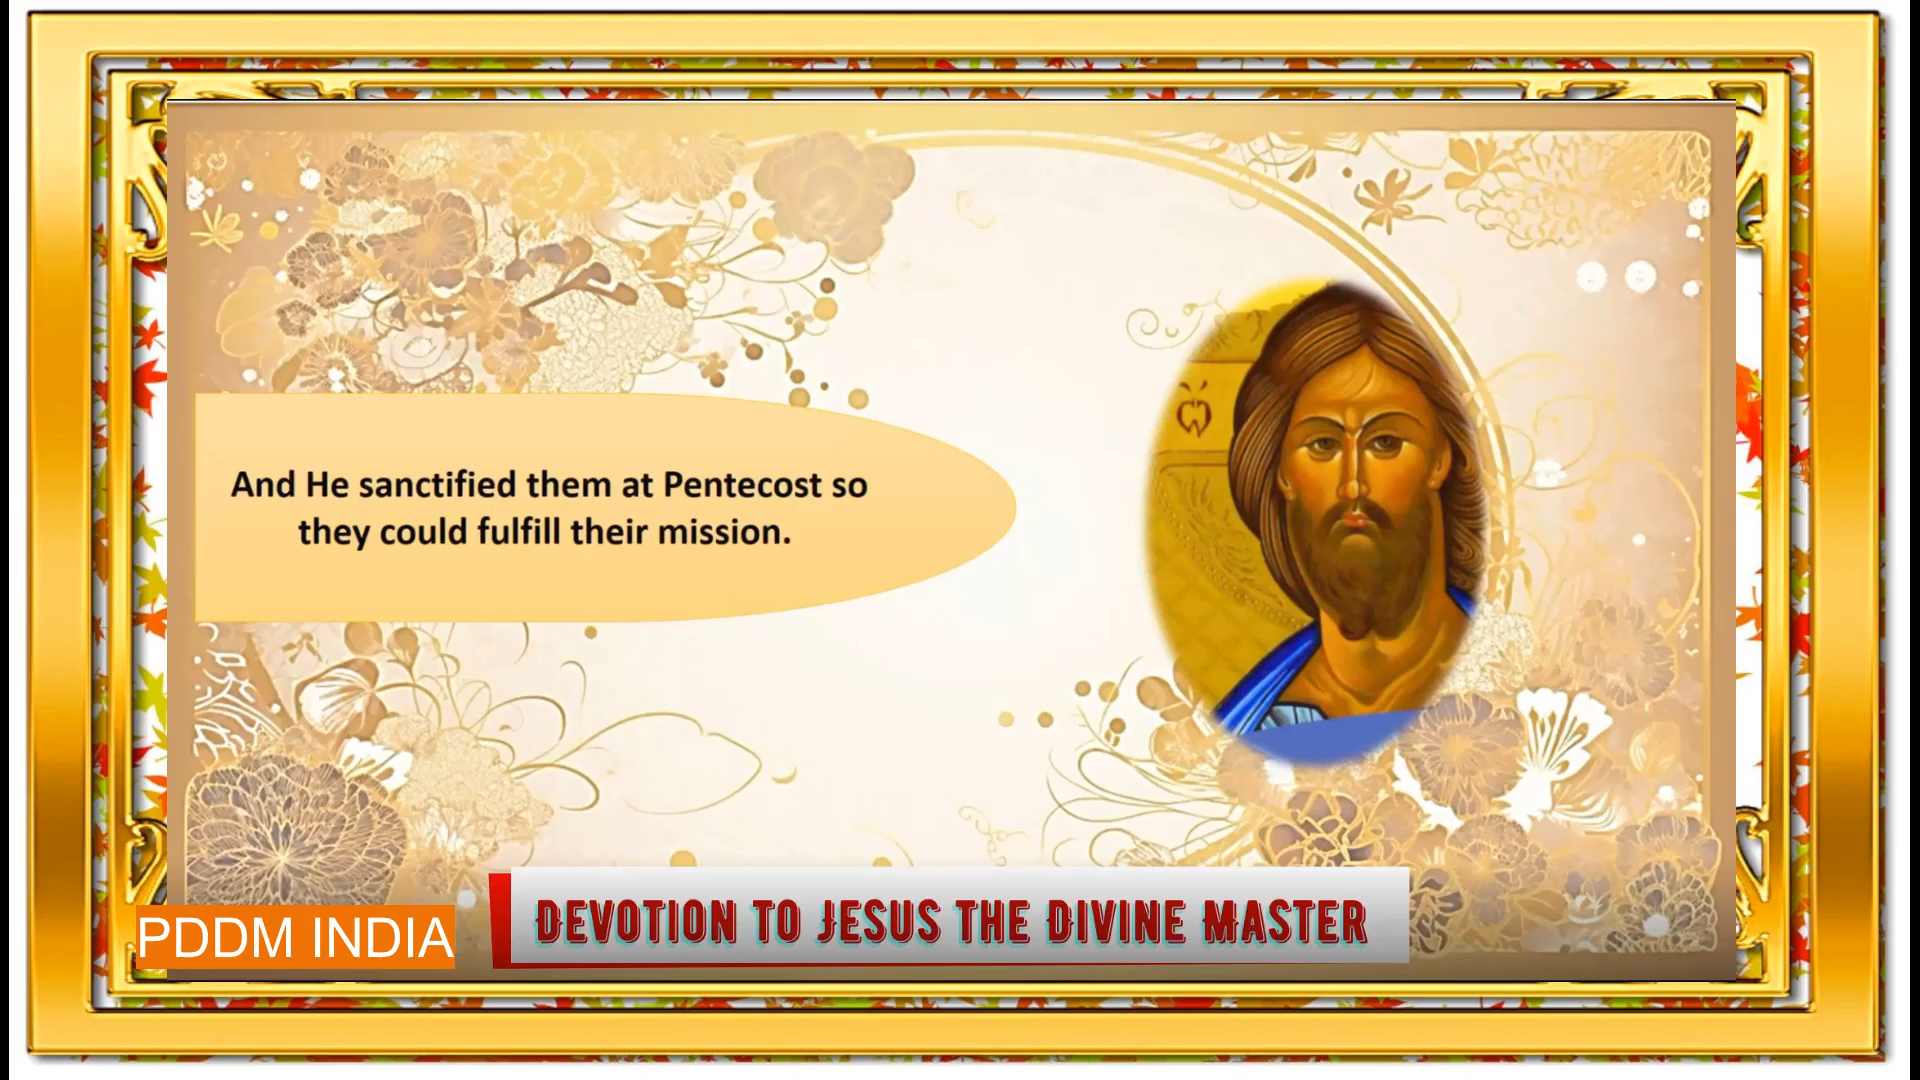 And He sanctified them at Pentecost so
they could fulfill their mission.
PDDM INDIA
DEVOTION TO JESUS THE DIVINE MASTER